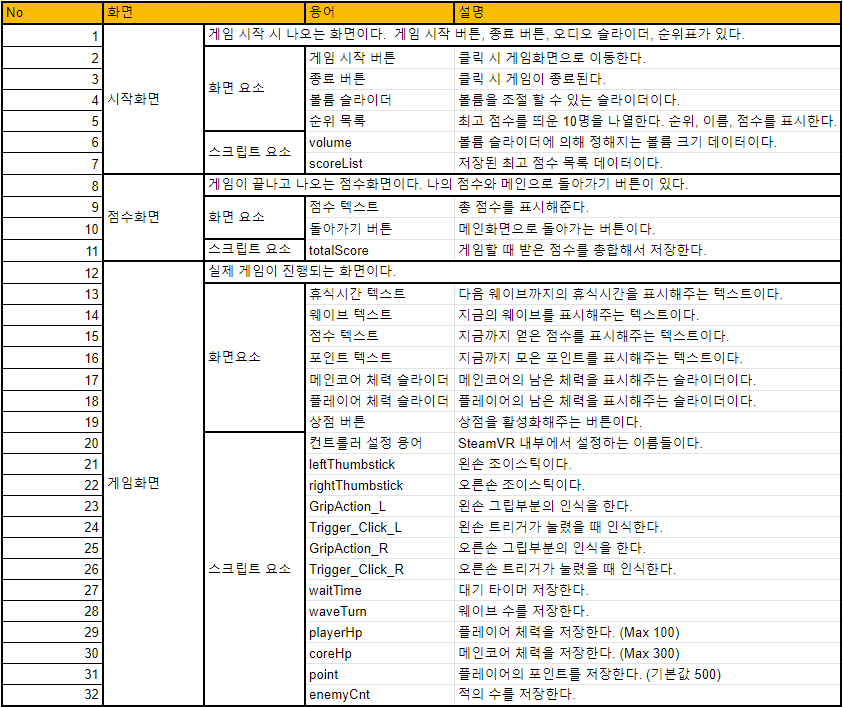 No 화면 용어 설명
1 게임 시작 시 나오는 화면이다. 게임 시작 버튼, 종료 버튼, 오디오 슬라이더, 순위표가 있다.
2 게임 시작 버튼 클릭 시 게임화면으로 이동한다.
3 종료 버튼 클릭 시 게임이 종료된다.
시작화면 화면 요소
4 볼륨 슬라이더 볼륨을 조절 할 수 있는 슬라이더이다.
5 순위 목록 최고 점수를 띄운 10명을 나열한다. 순위, 이름, 점수를 표시한다.
6 volume 볼륨 슬라이더에 의해 정해지는 볼륨 크기 데이터이다.
스크립트 요소
7 scoreList 저장된 최고 점수 목록 데이터이다.
8 게임이 끝나고 나오는 점수화면이다. 나의 점수와 메인으로 돌아가기 버튼이 있다.
9 점수 텍스트 총 점수를 표시해준다.
점수화면 화면 요소
10 돌아가기 버튼 메인화면으로 돌아가는 버튼이다.
11 스크립트 요소 totalScore 게임할 때 받은 점수를 총합해서 저장한다.
12 실제 게임이 진행되는 화면이다.
13 휴식시간 텍스트 다음 웨이브까지의 휴식시간을 표시해주는 텍스트이다.
14 웨이브 텍스트 지금의 웨이브를 표시해주는 텍스트이다.
15 점수 텍스트 지금까지 얻은 점수를 표시해주는 텍스트이다.
16 화면요소 포인트 텍스트 지금까지 모은 포인트를 표시해주는 텍스트이다.
17 메인코어 체력 슬라이더 메인코어의 남은 체력을 표시해주는 슬라이더이다.
18 플레이어 체력 슬라이더 플레이어의 남은 체력을 표시해주는 슬라이더이다.
19 상점 버튼 상점을 활성화해주는 버튼이다.
20 컨트롤러 설정 용어 SteamVR 내부에서 설정하는 이름들이다.
21 leftThumbstick 왼손 조이스틱이다.
22 게임화면 rightThumbstick 오른손 조이스틱이다.
23 GripAction_L 왼손 그립부분의 인식을 한다.
24 Trigger_Click_L 왼손 트리거가 눌렸을 때 인식한다.
25 GripAction_R 오른손 그립부분의 인식을 한다.
26 스크립트 요소 Trigger_Click_R 오른손 트리거가 눌렸을 때 인식한다.
27 waitTime 대기 타이머 저장한다.
28 waveTurn 웨이브 수를 저장한다.
29 playerHp 플레이어 체력을 저장한다. (Max 100)
30 coreHp 메인코어 체력을 저장한다. (Max 300)
31 point 플레이어의 포인트를 저장한다. (기본값 500)
32 enemyCnt 적의 수를 저장한다.